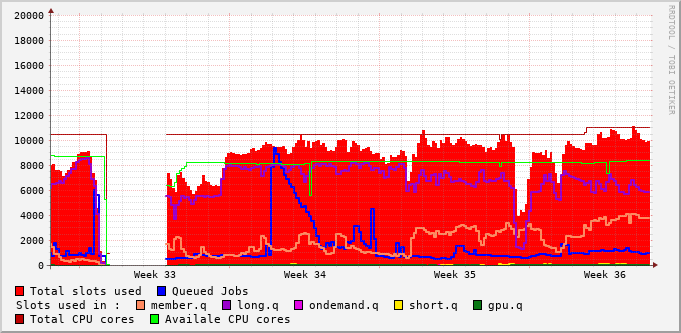 20000
18000
16000
14000
12000
10000
8000
6000
4000
2000
0
Week 33 Week 34 Week 35 Week 36
RRDTOOL / TOBI OETIKER
Total slots used Queued Jobs
Slots used in : member.q long.q ondemand.q short.q gpu.q
Total CPU cores Availale CPU cores